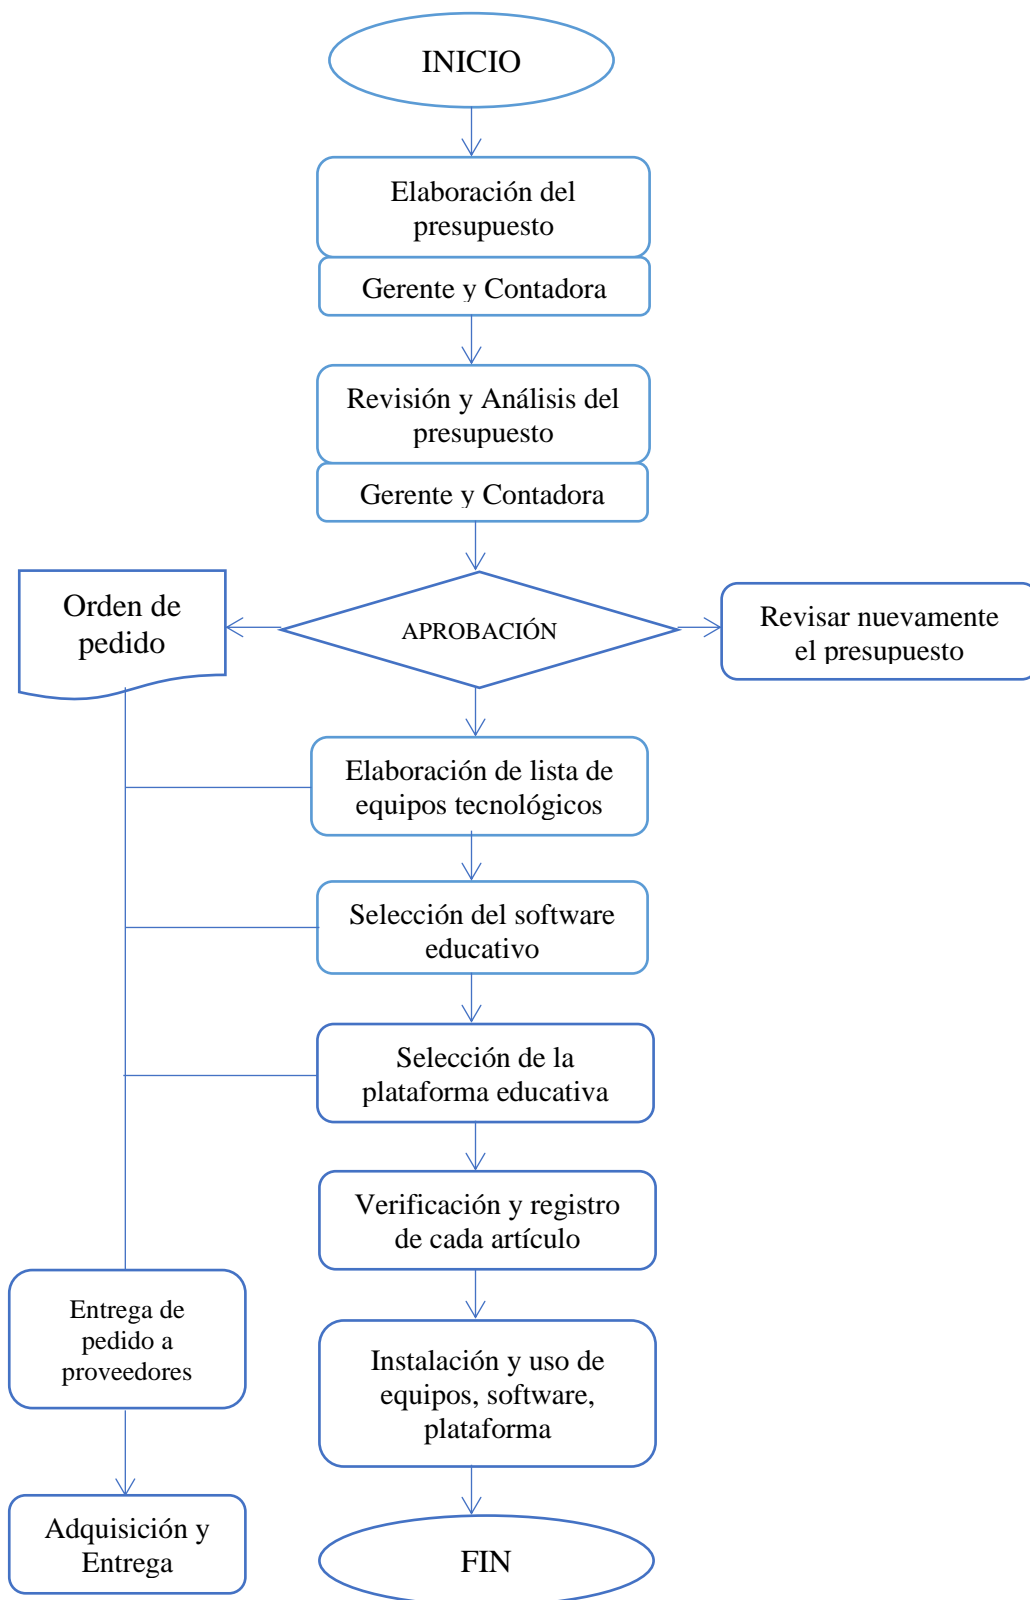 INICIO
Elaboración del
presupuesto
Gerente y Contadora
Revisión y Análisis del
presupuesto
Gerente y Contadora
Orden de
pedido
APROBACIÓN
Revisar nuevamente
el presupuesto
Elaboración de lista de
equipos tecnológicos
Selección del software
educativo
Selección de la
plataforma educativa
Verificación y registro
de cada artículo
Entrega de
pedido a
proveedores
Instalación y uso de
equipos, software,
plataforma
Adquisición y
Entrega
FIN